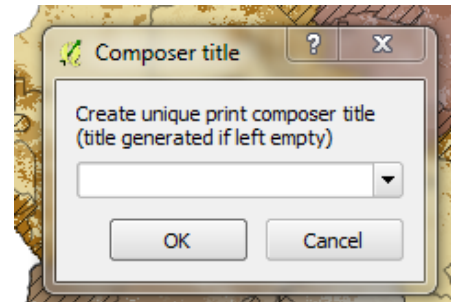 Composer title
Create unique print composer title
(title generated if left empty)
OK Cancel